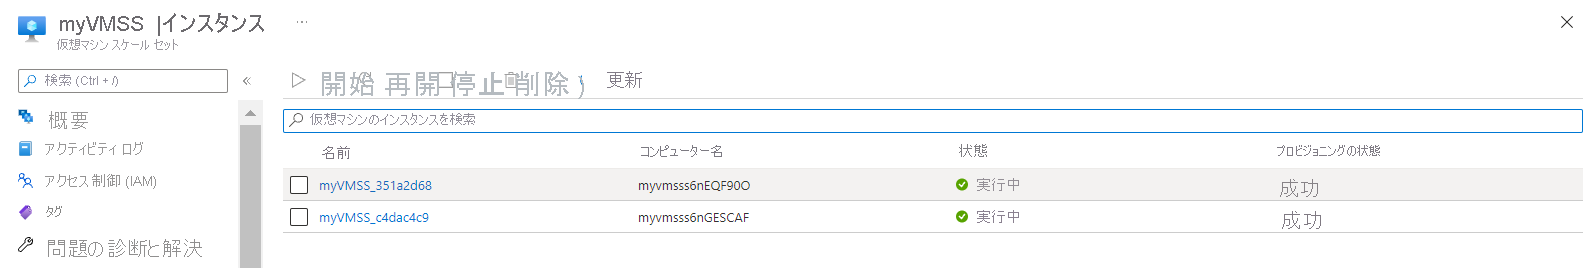 myVMSS |インスタンス ...
仮想マシン スケール セット
検索 (Ctrl + /)
«
開始 再開 停止 削除 更新
概要
仮想マシンのインスタンスを検索
アクティビティ ログ
名前 コンピューター名 状態 プロビジョニングの状態
アクセス制御 (IAM)
myVMSS_351a2d68 myvmsss6nEQF90O 実行中 成功
タグ
myVMSS_c4dac4c9 myvmsss6nGESCAF 実行中 成功
問題の診断と解決